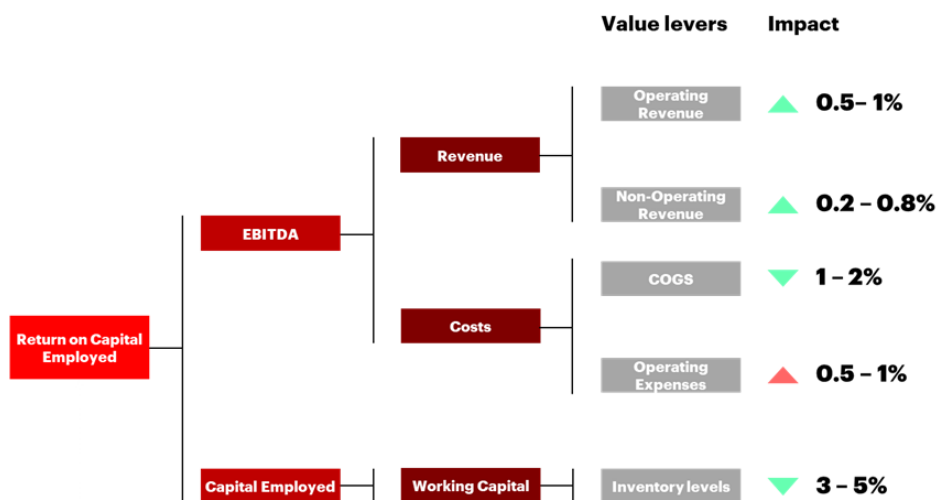 Value levers Impact
Operating
Revenue
0.5– 1%
Revenue
Non-Operating
Revenue
0.2 – 0.8%
EBITDA
COGS
1 – 2%
Return on Capital
Employed
Costs
Operating
Expenses
0.5 – 1%
Capital Employed
Working Capital
Inventory levels
3 – 5%